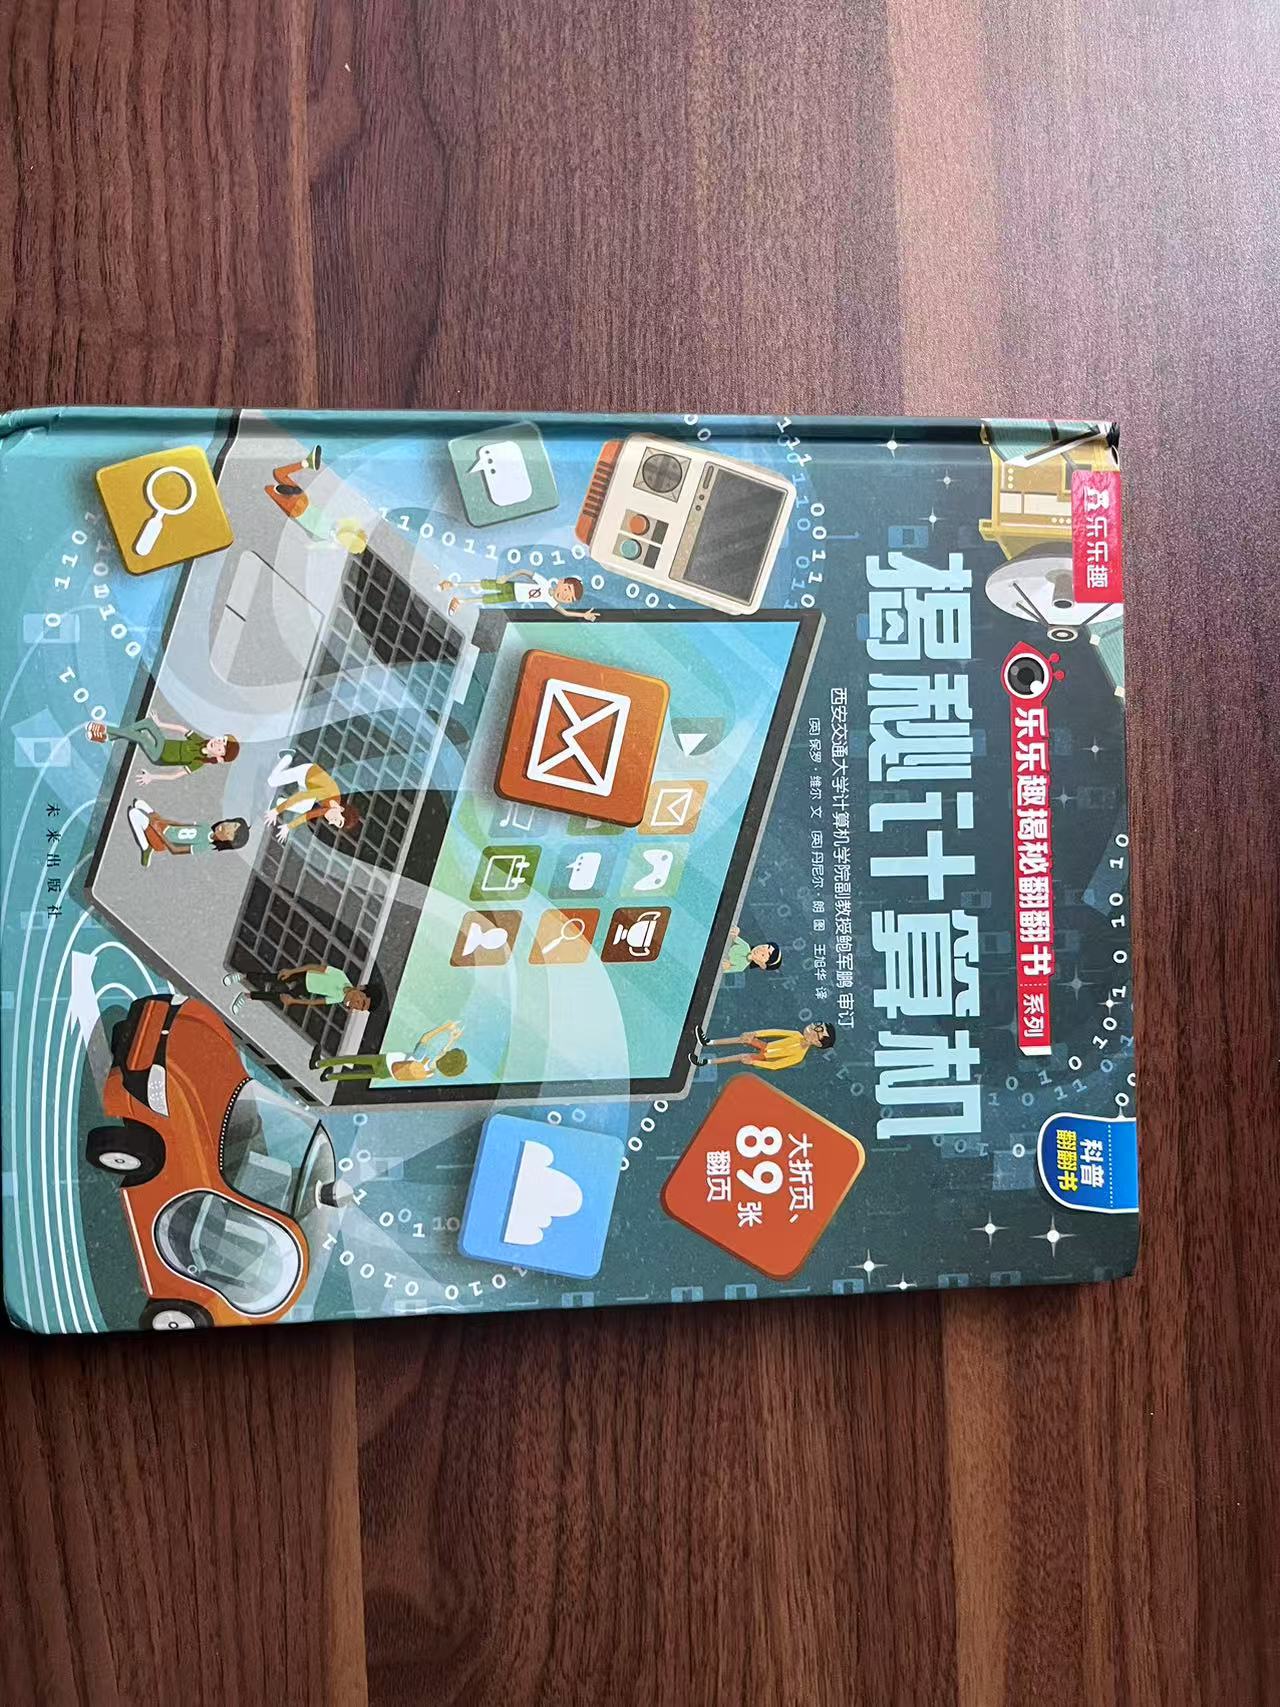 乐乐趣
科普
翻翻书
乐乐趣揭秘翻翻书 系列
揭秘计算机
西安交通大学计算机学院副教授鲍军鹏 审订
[英]保罗·维尔 文 [英]丹尼尔·朗 图 王旭华 译
大折页、
89张
翻页
8
未来出版社